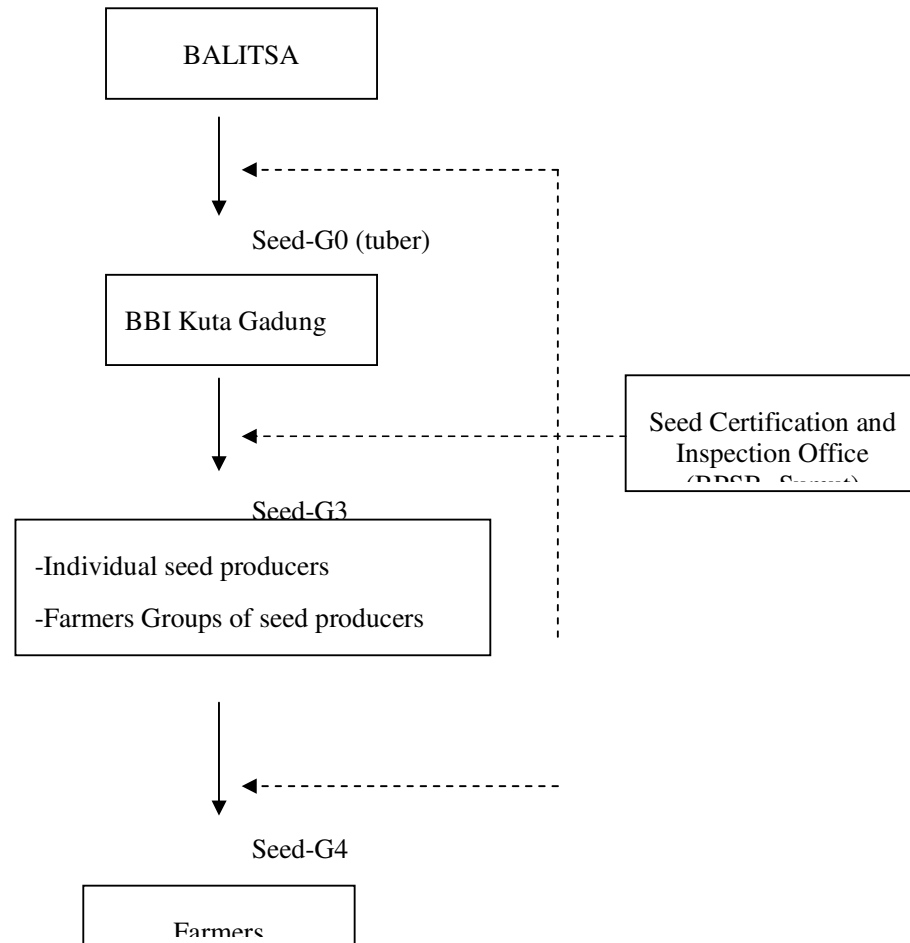 BALITSA
Seed-G0 (tuber)
BBI Kuta Gadung
Seed Certification and
Inspection Office
Seed-G3
-Individual seed producers
-Farmers Groups of seed producers
Seed-G4
Farmers